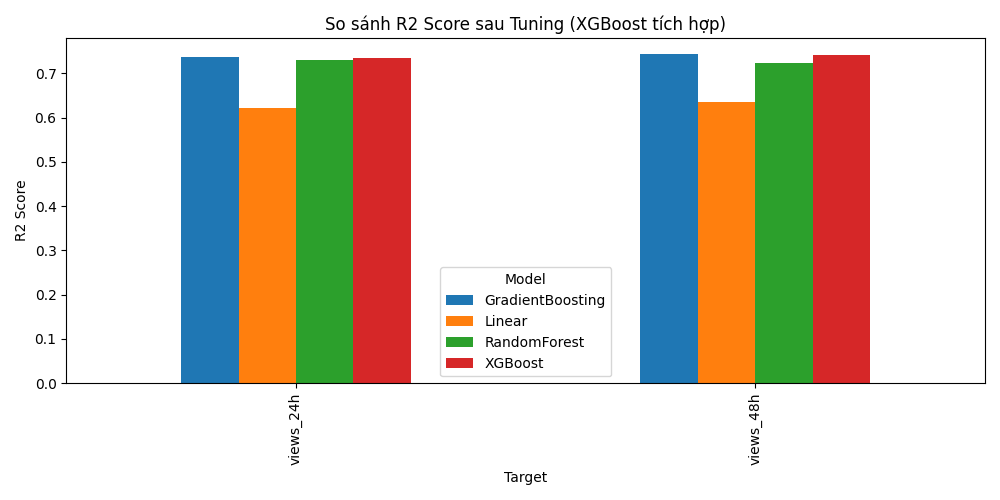 So sánh R2 Score sau Tuning (XGBoost tích hợp)
R2 Score
0.7
0.6
0.5
0.4
0.3
0.2
0.1
0.0
Model
GradientBoosting
Linear
RandomForest
XGBoost
views_24h
views_48h
Target